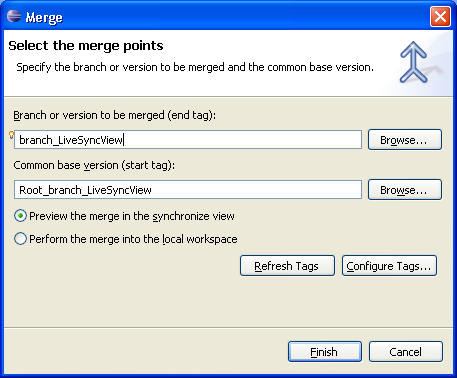 Merge
Select the merge points
Specify the branch or version to be merged and the common base version.
Branch or version to be merged (end tag):
branch_LiveSyncView
Browse...
Common base version (start tag):
Root_branch_LiveSyncView
Browse...
Preview the merge in the synchronize view
Perform the merge into the local workspace
Refresh Tags
Configure Tags...
Finish
Cancel